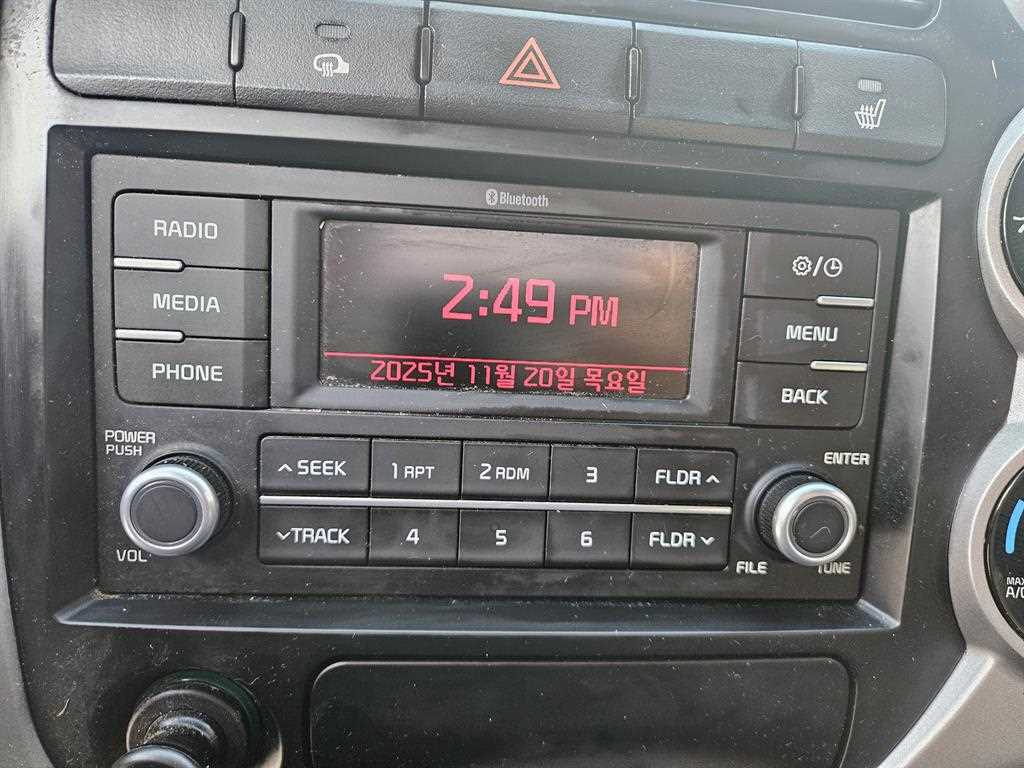 Bluetooth
RADIO
MEDIA
PHONE
2:49 PM
2025년 11월 20일 목요일
MENU
BACK
POWER
PUSH
VOL
SEEK
1 RPT
2 RDM
3
FLDR
TRACK
4
5
6
FLDR
ENTER
FILE
TUNE
MAX
A/C